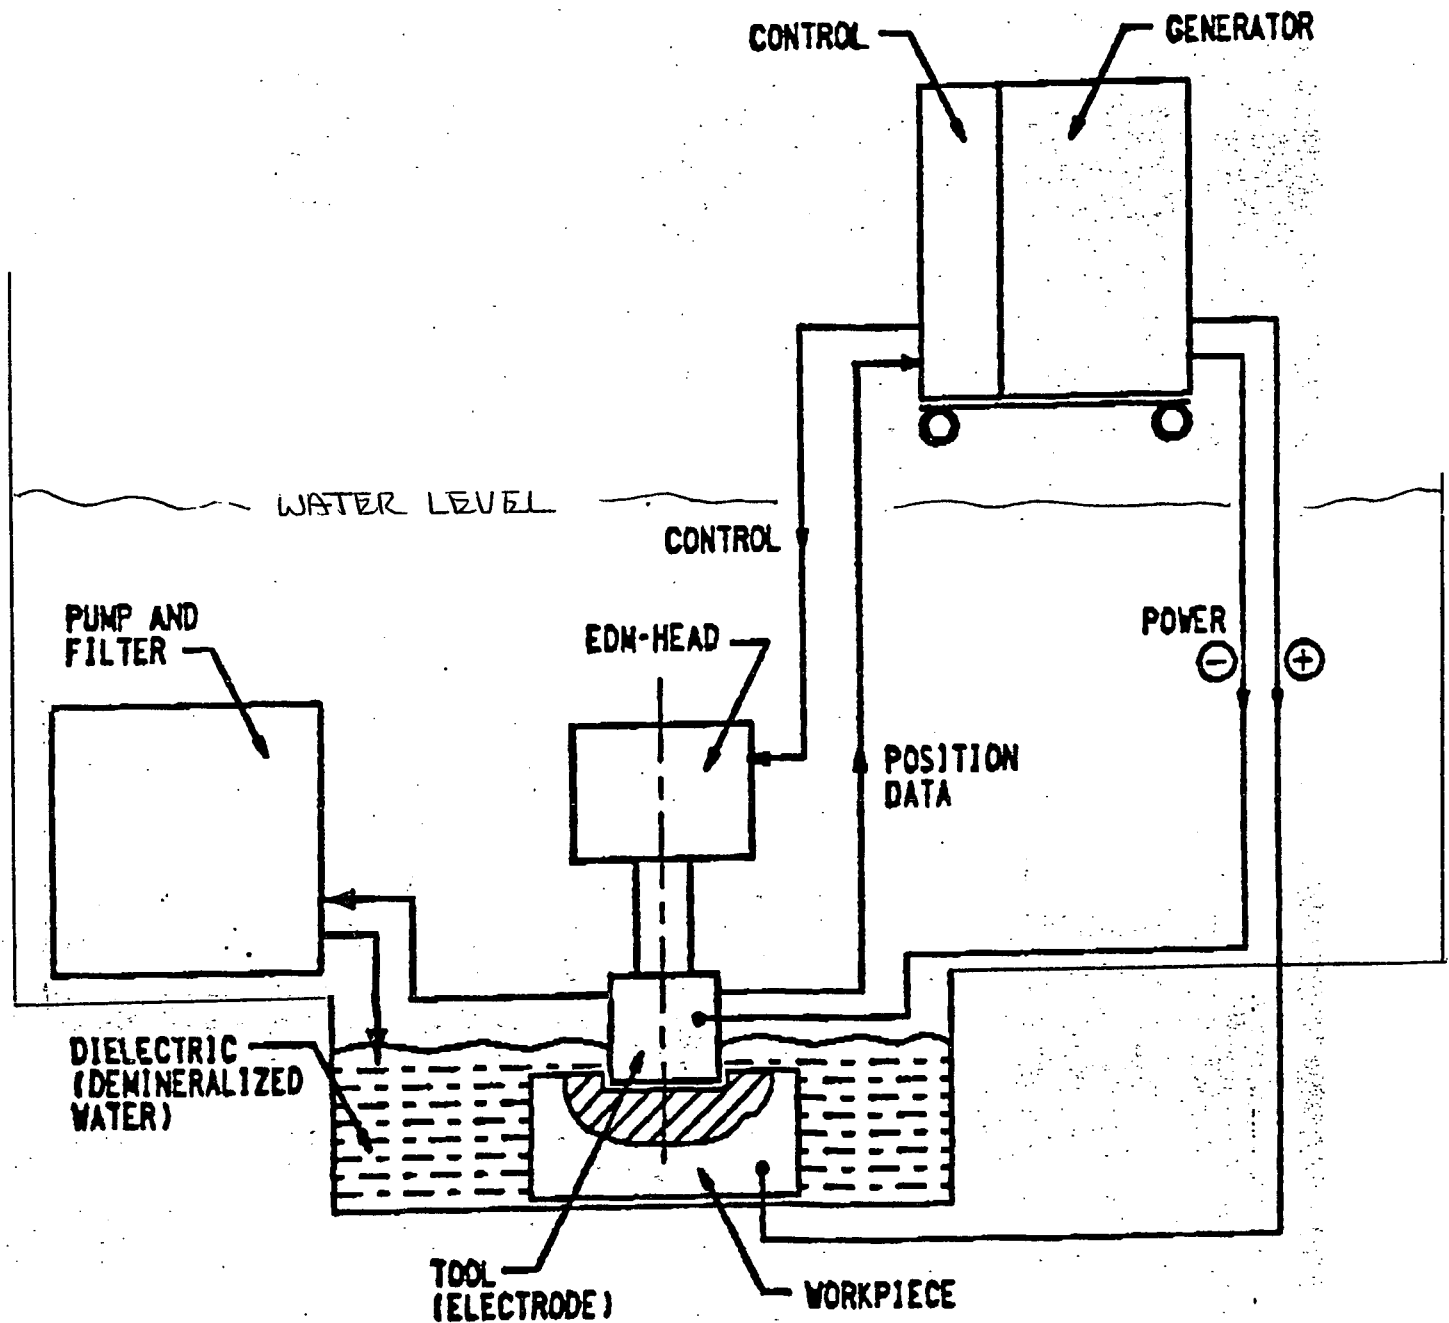 CONTROL
GENERATOR
WATER LEVEL
CONTROL
PUMP AND
FILTER
EDM-HEAD
POWER
- +
POSITION
DATA
DIELECTRIC
(DEMINERALIZED
WATER)
TOOL
(ELECTRODE)
WORKPIECE